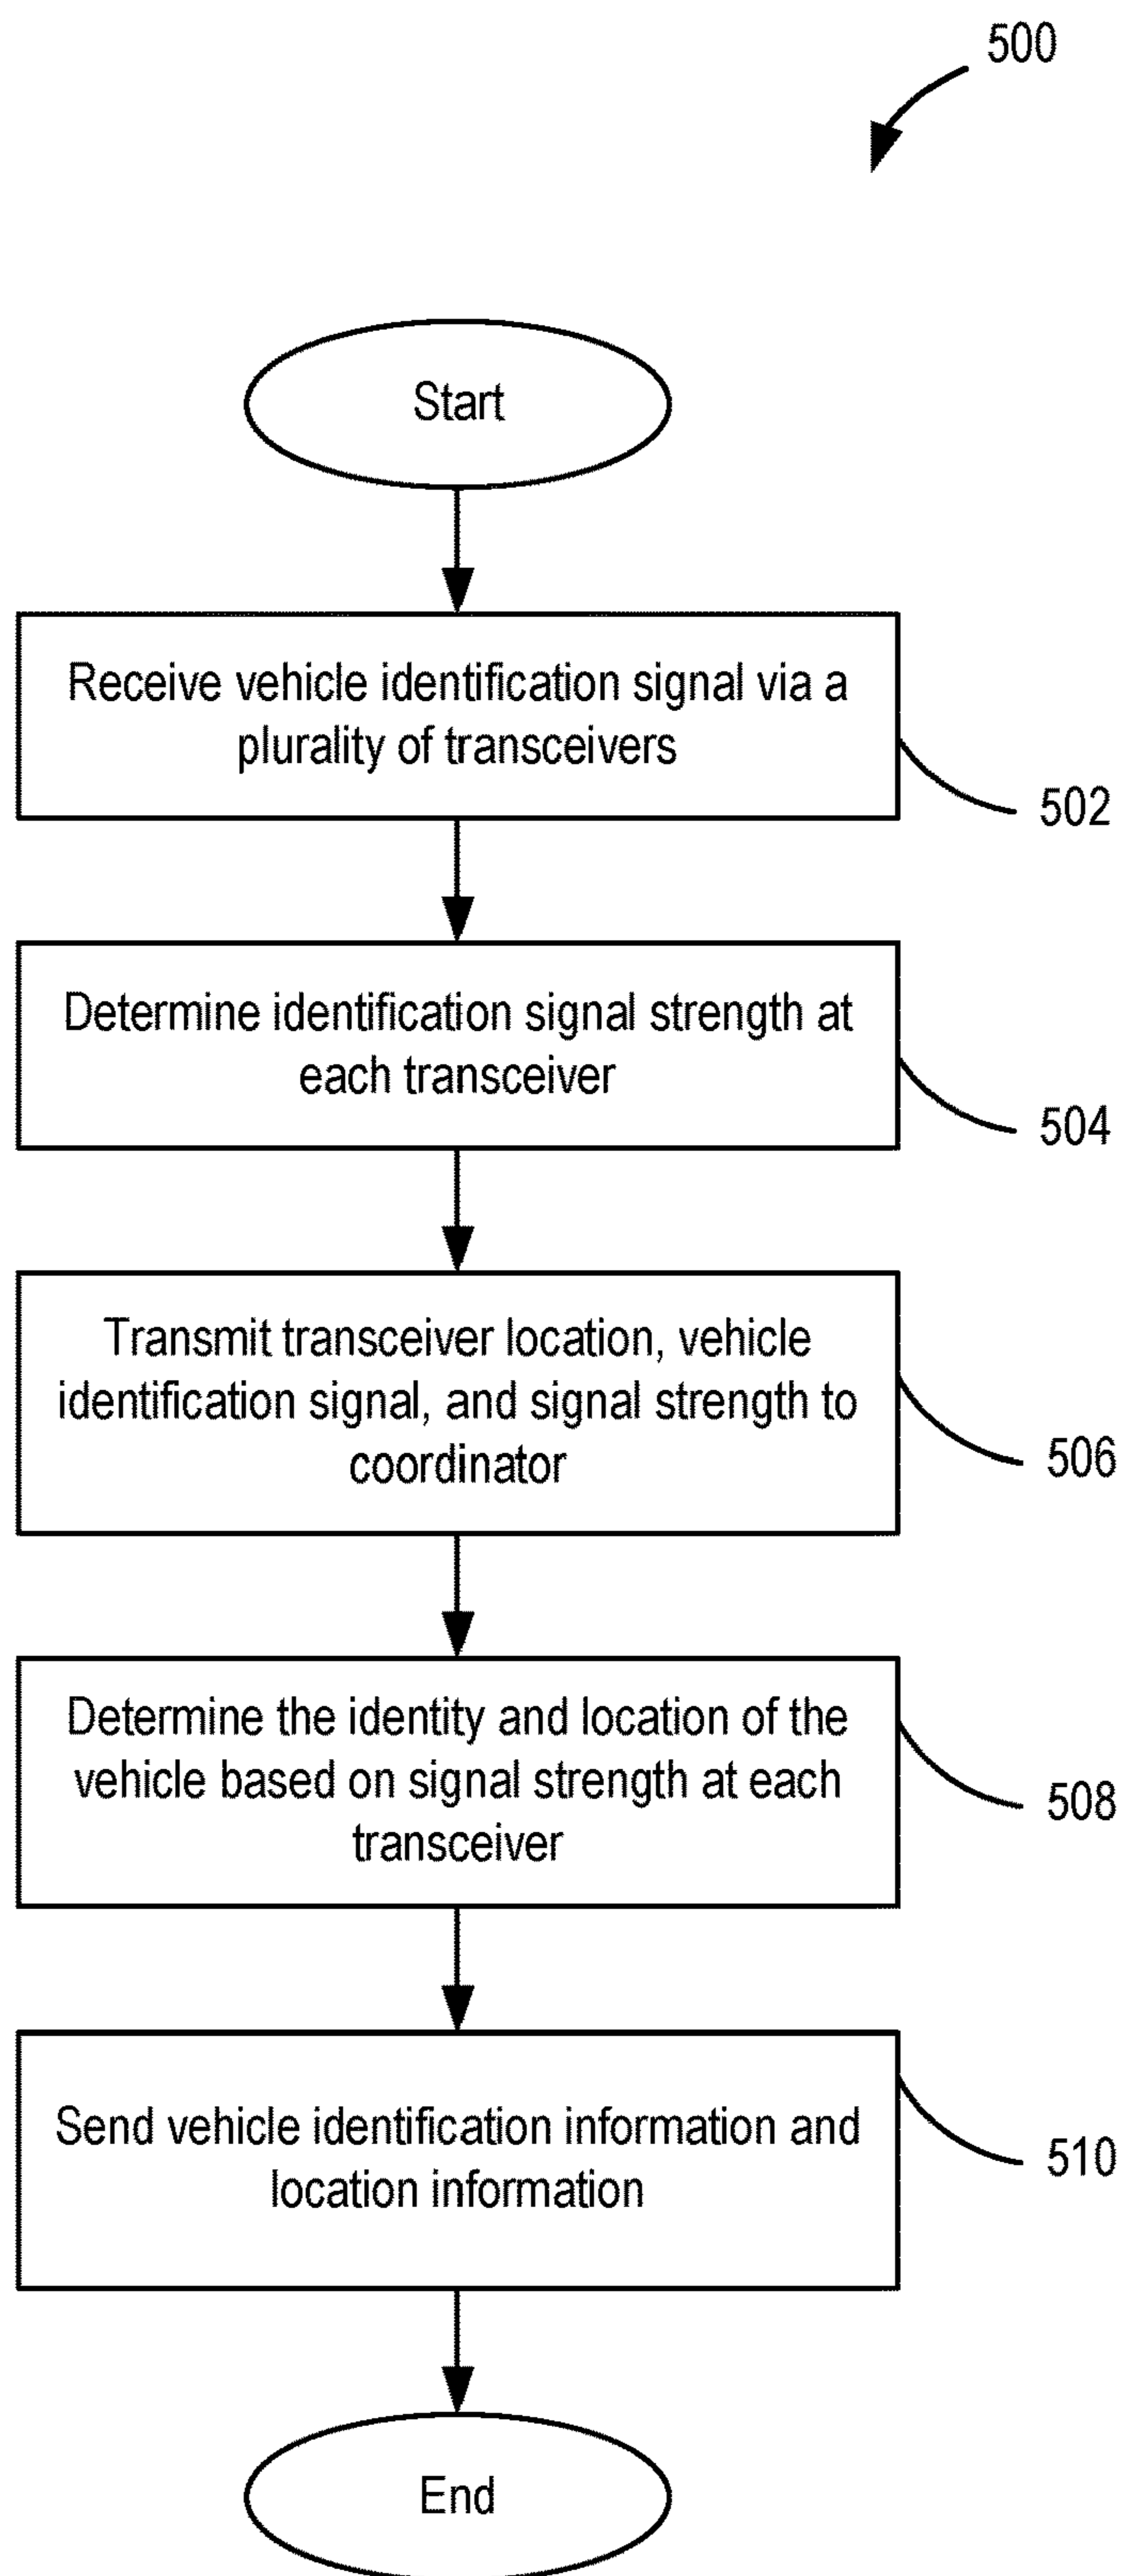 500
Start
Receive vehicle identification signal via a
plurality of transceivers
502
Determine identification signal strength at
each transceiver
504
Transmit transceiver location, vehicle
identification signal, and signal strength to
coordinator
506
Determine the identity and location of the
vehicle based on signal strength at each
transceiver
508
Send vehicle identification information and
location information
510
End